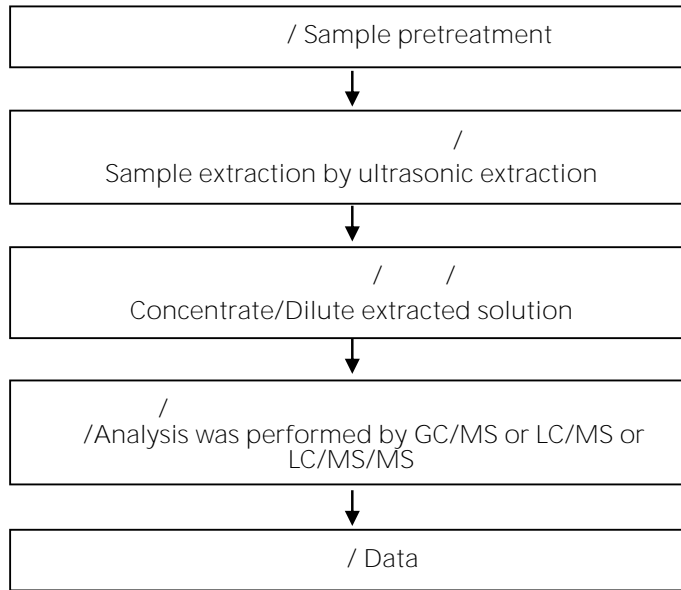 / Sample pretreatment
/
Sample extraction by ultrasonic extraction
/ /
Concentrate/Dilute extracted solution
/
/Analysis was performed by GC/MS or LC/MS or
LC/MS/MS
/ Data